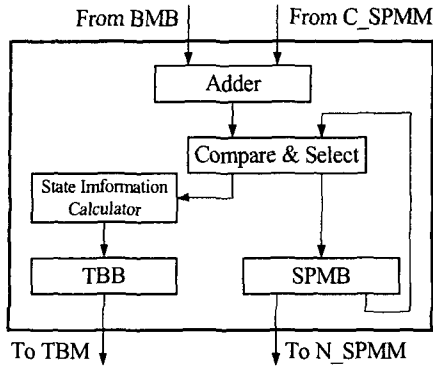 From BMB
From C_SPMM
Adder
Compare & Select
State Imformation
Calculator
TBB
SPMB
To TBM
To N_SPMM